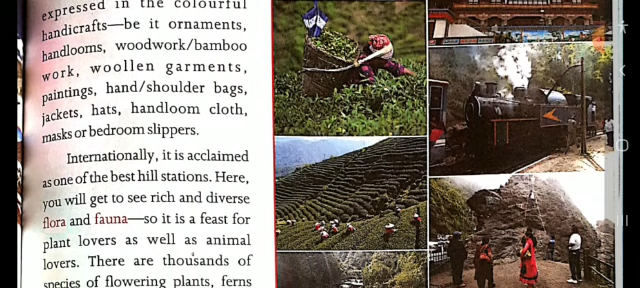 expressed in the colourful
handicrafts—be it ornaments,
handlooms, woodwork/bamboo
work, woollen garments,
paintings, hand/shoulder bags,
jackets, hats, handloom cloth,
masks or bedroom slippers.
Internationally, it is acclaimed
as one of the best hill stations. Here,
you will get to see rich and diverse
flora and fauna—so it is a feast for
plant lovers as well as animal
lovers. There are thousands of
species of flowering plants, ferns